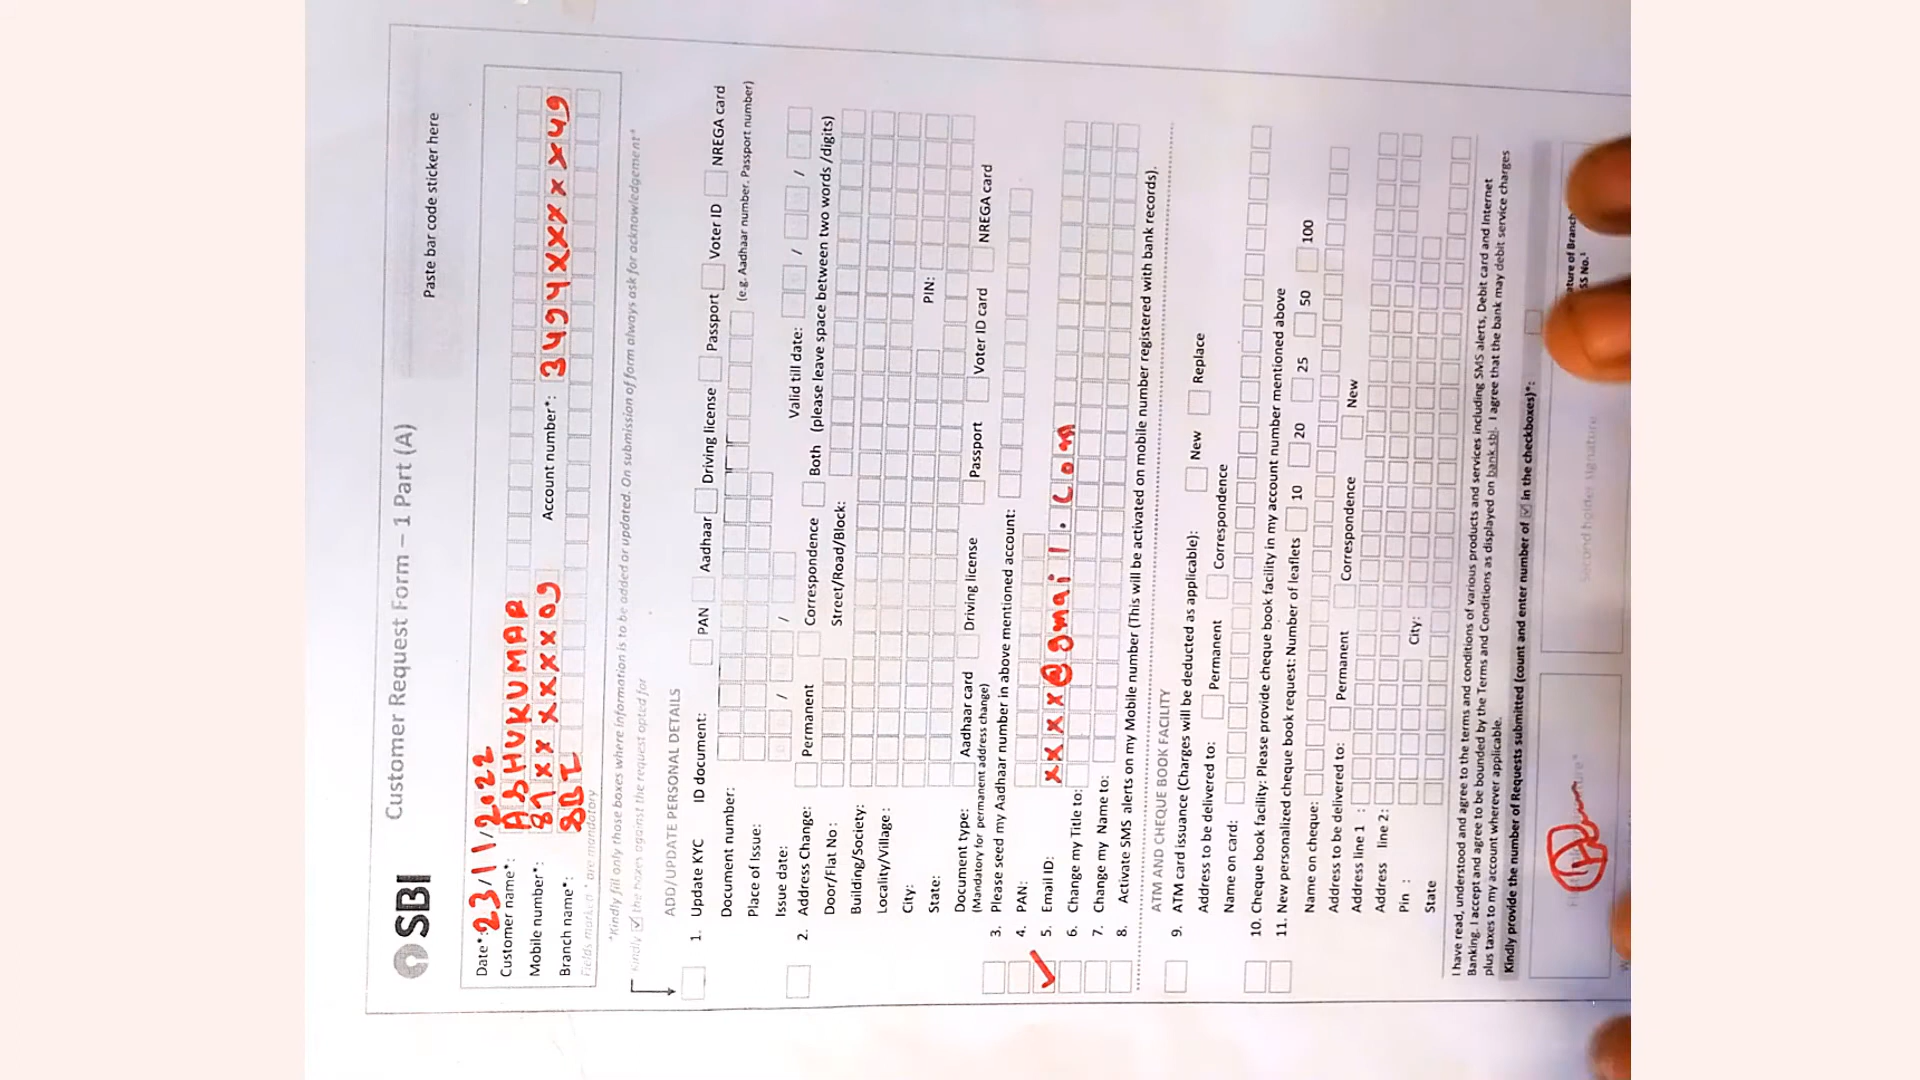 SBI
Customer Request Form – 1 Part (A)
Paste bar code sticker here
Date*: 23/11/2022
Customer name*: ASHUKUMAR
Mobile number*: 87xxxxxx09 Account number*: 3494xxxxx49
Branch name*: SBI
Fields marked * are mandatory
*Kindly fill only those boxes where information is to be added or updated. On submission of form always ask for acknowledgement*
Kindly ☑ the boxes against the request opted for
ADD/UPDATE PERSONAL DETAILS
1. Update KYC ID document: PAN Aadhaar Driving license Passport Voter ID NREGA card
Document number: (e.g. Aadhaar number. Passport number)
Place of Issue:
Issue date: / / Valid till date: / /
2. Address Change: Permanent Correspondence Both (please leave space between two words /digits)
Door/Flat No : Street/Road/Block:
Building/Society:
Locality/Village :
City:
State: PIN:
Document type: Aadhaar card Driving license Passport Voter ID card NREGA card
(Mandatory for permanent address change)
3. Please seed my Aadhaar number in above mentioned account:
4. PAN:
✓ 5. Email ID: xxxx@gmail.com
6. Change my Title to:
7. Change my Name to:
8. Activate SMS alerts on my Mobile number (This will be activated on mobile number registered with bank records).
ATM AND CHEQUE BOOK FACILITY
9. ATM card issuance (Charges will be deducted as applicable): New Replace
Address to be delivered to: Permanent Correspondence
Name on card:
10. Cheque book facility: Please provide cheque book facility in my account number mentioned above
11. New personalized cheque book request: Number of leaflets 10 20 25 50 100
Name on cheque:
Address to be delivered to: Permanent Correspondence New
Address line 1 :
Address line 2:
Pin : City:
State
I have read, understood and agree to the terms and conditions of various products and services including SMS alerts, Debit card and Internet
Banking. I accept and agree to be bounded by the Terms and Conditions as displayed on bank.sbi. I agree that the bank may debit service charges
plus taxes to my account wherever applicable.
Kindly provide the number of Requests submitted (count and enter number of ☑ in the checkboxes)*:
second holder signature
ature of Branch
SS No.